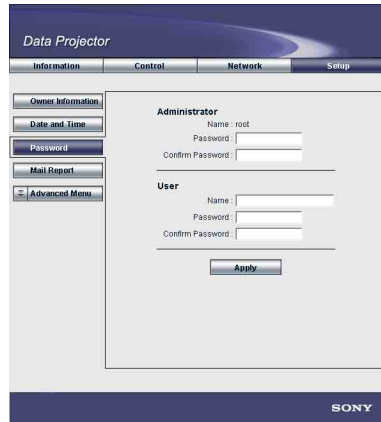 Data Projector
Information Control Network Setup
Owner Information
Date and Time
Password
Mail Report
Advanced Menu
Administrator
Name : root
Password :
Confirm Password :
User
Name :
Password :
Confirm Password :
Apply
SONY